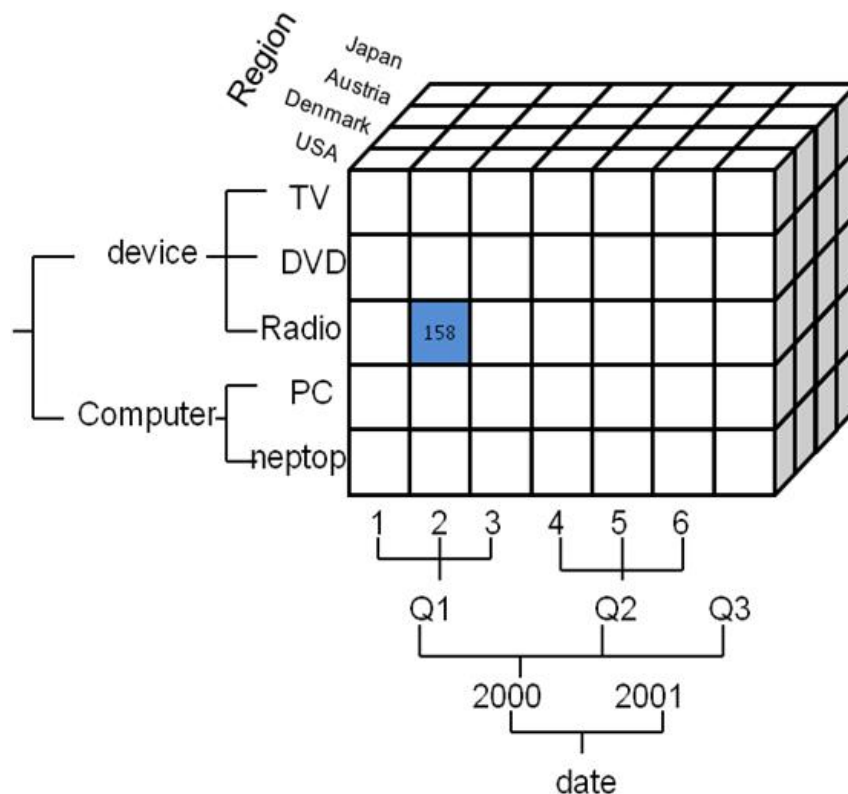 Region
Japan
Austria
Denmark
USA
TV
device
DVD
Radio
158
PC
Computer
neptop
1 2 3 4 5 6
Q1 Q2 Q3
2000 2001
date